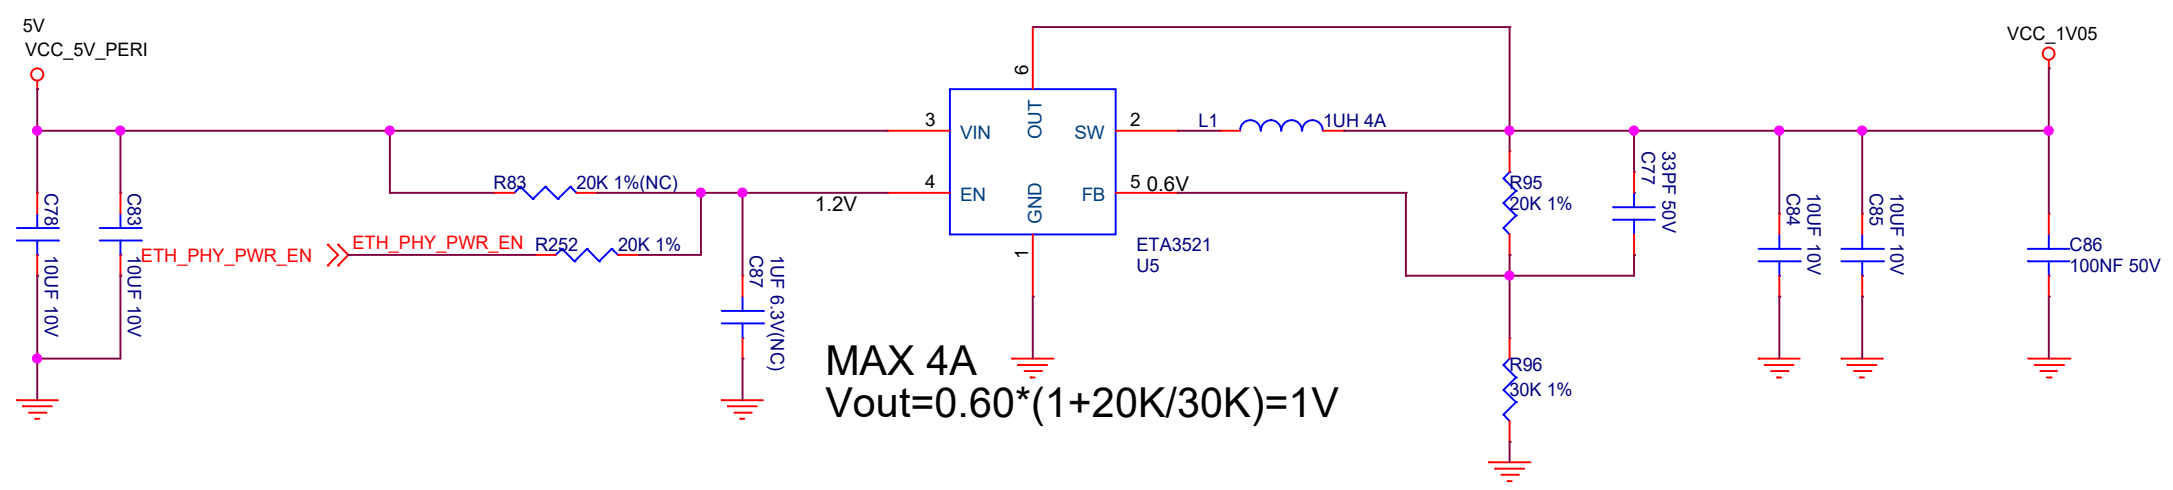 5V
VCC_5V_PERI
VCC_1V05
6
OUT
3
VIN
SW
2
L1
1UH 4A
4
EN
GND
FB
5
0.6V
R83
20K 1%(NC)
1.2V
ETH_PHY_PWR_EN
ETH_PHY_PWR_EN
R252
20K 1%
C78
10UF 10V
C83
10UF 10V
C87
1UF 6.3V(NC)
1
ETA3521
U5
R95
20K 1%
C77
33PF 50V
C84
10UF 10V
C85
10UF 10V
C86
100NF 50V
R96
30K 1%
MAX 4A
Vout=0.60*(1+20K/30K)=1V